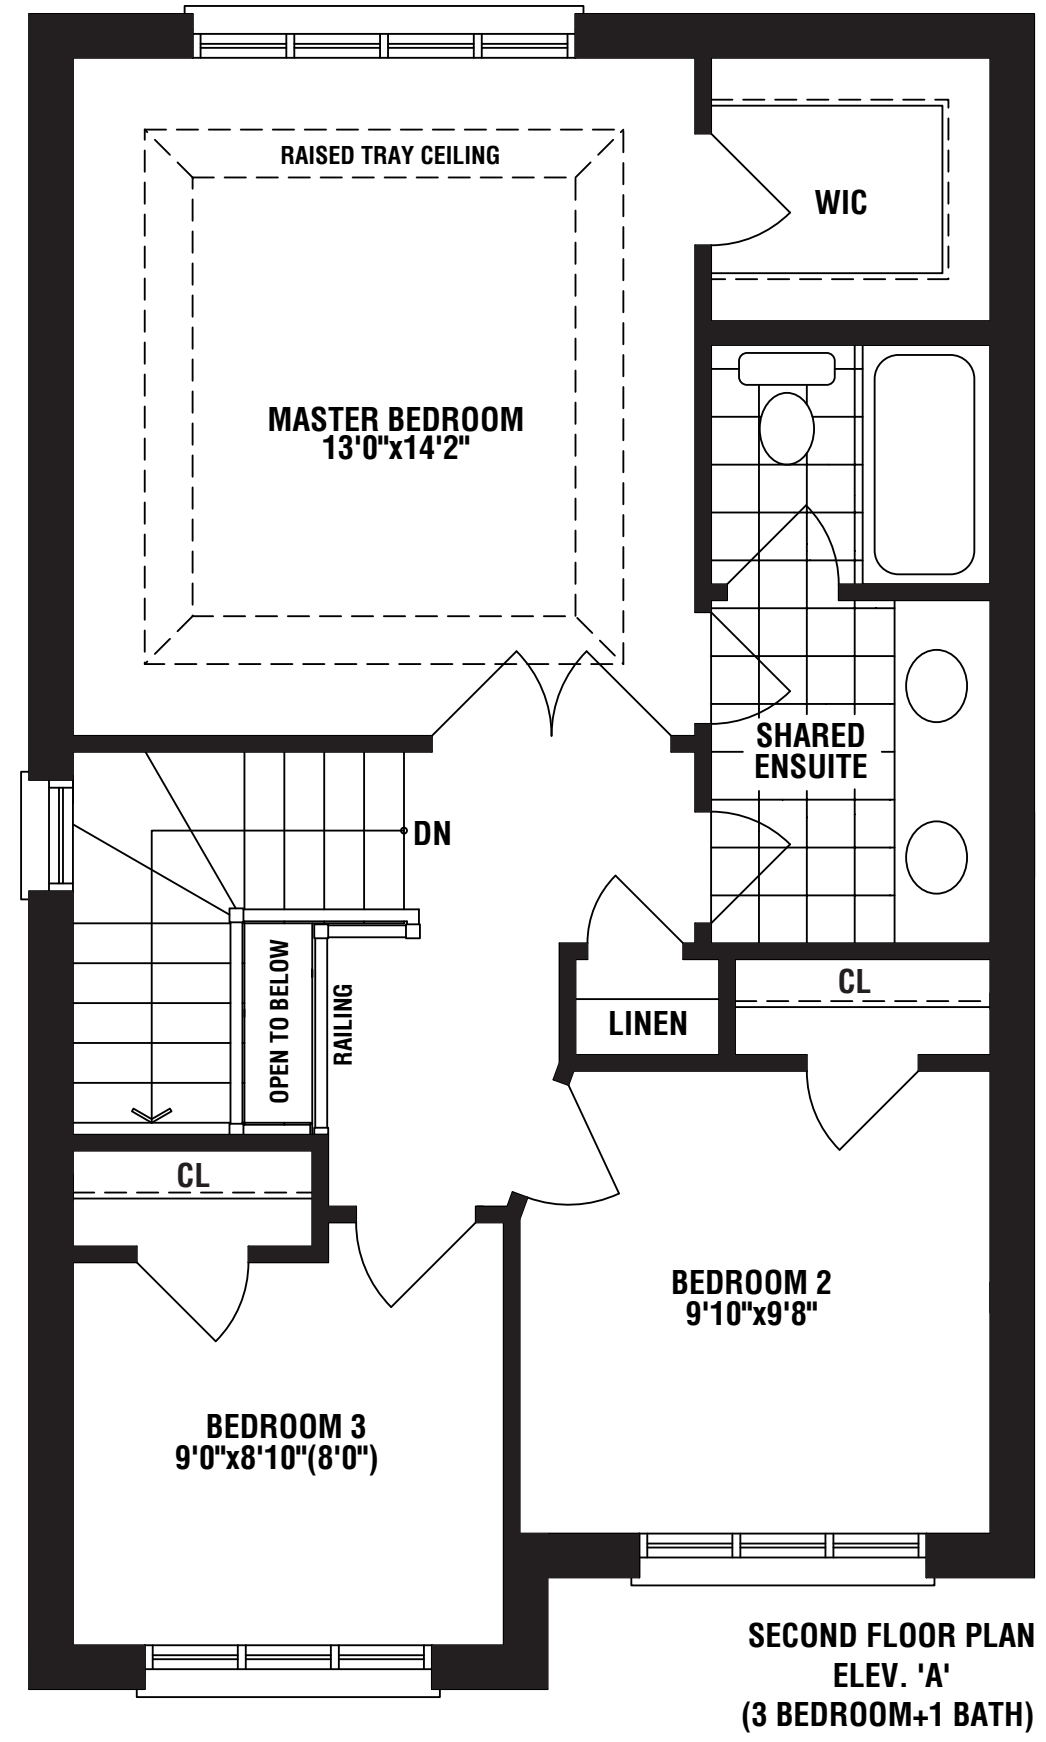 RAISED TRAY CEILING
WIC
MASTER BEDROOM
13'0"x14'2"
SHARED
ENSUITE
DN
OPEN TO BELOW
RAILING
CL
LINEN
CL
BEDROOM 2
9'10"x9'8"
BEDROOM 3
9'0"x8'10"(8'0")
SECOND FLOOR PLAN
ELEV. 'A'
(3 BEDROOM+1 BATH)